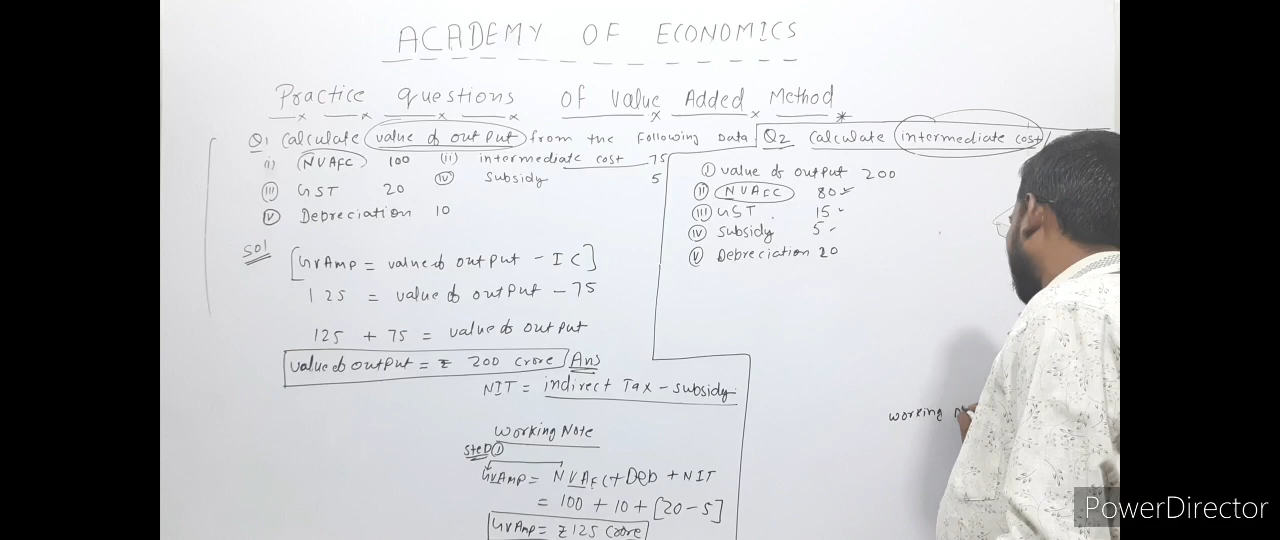 ACADEMY OF ECONOMICS
Practice questions of Value Added Method
Q1 Calculate value of output from the Following Data
(i) NVAFC 100 (ii) intermediate cost 75
(iii) GST 20 (iv) Subsidy 5
(v) Depreciation 10
Sol
[GVAMP = value of output - IC]
125 = value of output - 75
125 + 75 = value of output
value of output = ₹ 200 crore Ans
NIT = indirect Tax - subsidy
Working Note
Step (1)
GVAMP = NVAFC + Dep + NIT
= 100 + 10 + [20 - 5]
GVAMP = ₹ 125 Crore
Q2 Calculate intermediate cost
(I) value of output 200
(II) NVAFC 80
(III) GST 15
(IV) Subsidy 5
(V) Depreciation 20
working
PowerDirector